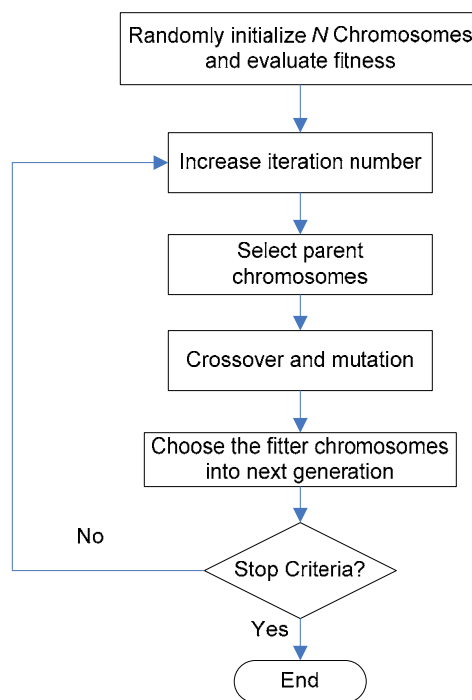 Randomly initialize N Chromosomes
and evaluate fitness
Increase iteration number
Select parent
chromosomes
Crossover and mutation
Choose the fitter chromosomes
into next generation
No
Stop Criteria?
Yes
End